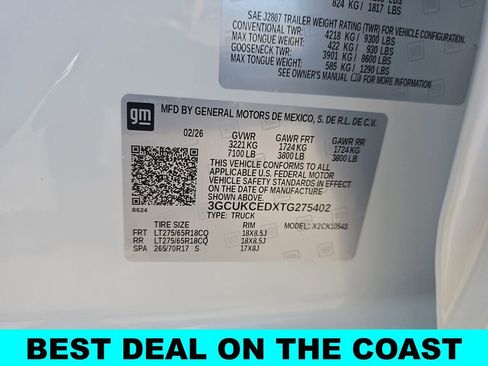 824 KG / 1817 LBS
SAE J2807 TRAILER WEIGHT RATING (TWR) FOR VEHICLE CONFIGURATION.
CONVENTIONAL TWR: 4218 KG / 9300 LBS
MAX TONGUE WEIGHT: 422 KG / 930 LBS
GOOSENECK TWR: 3901 KG / 8600 LBS
MAX TONGUE WEIGHT: 585 KG / 1290 LBS
SEE OWNER'S MANUAL FOR MORE INFORMATION
gm
MFD BY GENERAL MOTORS DE MEXICO, S. DE R.L. DE C.V.
02/26 GVWR GAWR FRT GAWR RR
3221 KG 1724 KG 1724 KG
7100 LB 3800 LB 3800 LB
THIS VEHICLE CONFORMS TO ALL
APPLICABLE U.S. FEDERAL MOTOR
VEHICLE SAFETY
STANDARDS IN EFFECT ON THE DATE OF
MANUFACTURE SHOWN ABOVE.
3GCUKCEDXTG275402
TYPE: TRUCK MODEL: X2CK10543
8624
TIRE SIZE RIM
FRT LT275/65R18CQ 18X8.5J
RR LT275/65R18CQ 18X8.5J
SPA 265/70R17 S 17X8J
BEST DEAL ON THE COAST